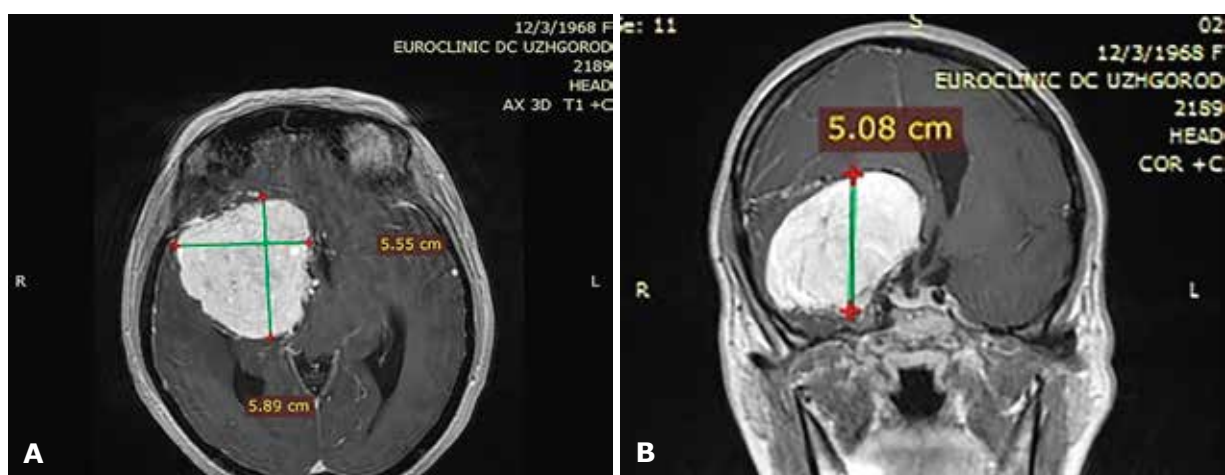 12/3/1968 F
EUROCLINIC DC UZHGOROD
2189
HEAD
AX 3D T1 +C
R
L
5.55 cm
5.89 cm
A
Se: 11
S
02
12/3/1968 F
EUROCLINIC DC UZHGOROD
2189
HEAD
COR +C
5.08 cm
R
L
B